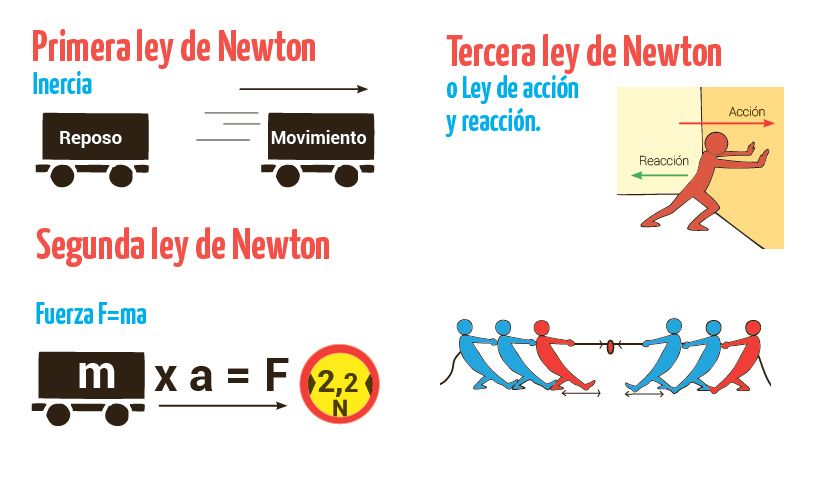 Primera ley de Newton
Inercia
Reposo
Movimiento
Segunda ley de Newton
Fuerza F=ma
m x a = F
2,2
N
Tercera ley de Newton
o Ley de acción
y reacción.
Acción
Reacción